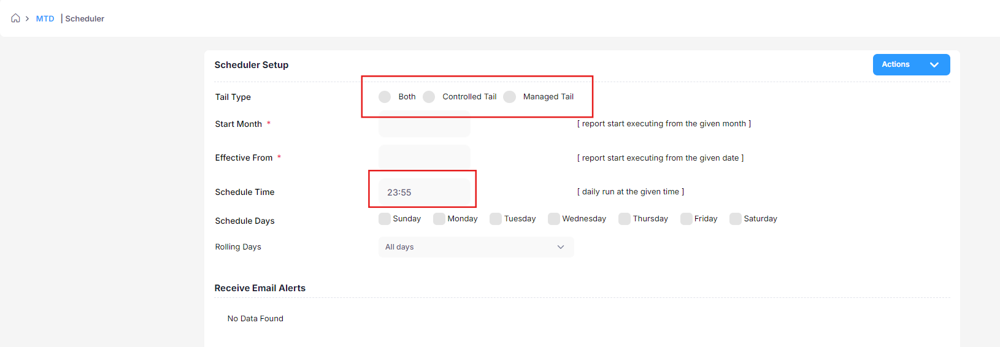 MTD | Scheduler
Scheduler Setup Actions
Tail Type Both Controlled Tail Managed Tail
Start Month * [ report start executing from the given month ]
Effective From * [ report start executing from the given date ]
Schedule Time 23:55 [ daily run at the given time ]
Schedule Days Sunday Monday Tuesday Wednesday Thursday Friday Saturday
Rolling Days All days
Receive Email Alerts
No Data Found